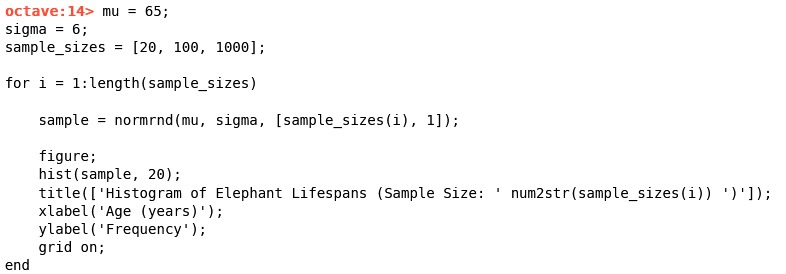 octave:14> mu = 65;
sigma = 6;
sample_sizes = [20, 100, 1000];
for i = 1:length(sample_sizes)
    sample = normrnd(mu, sigma, [sample_sizes(i), 1]);
    figure;
    hist(sample, 20);
    title(['Histogram of Elephant Lifespans (Sample Size: ' num2str(sample_sizes(i)) ')']);
    xlabel('Age (years)');
    ylabel('Frequency');
    grid on;
end